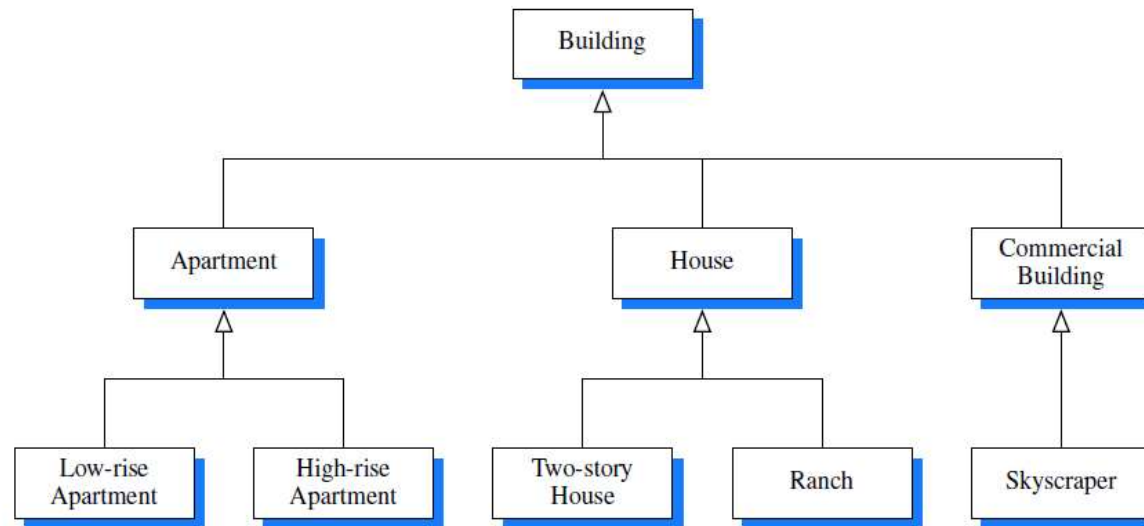 Building
Apartment
House
Commercial
Building
Low-rise
Apartment
High-rise
Apartment
Two-story
House
Ranch
Skyscraper